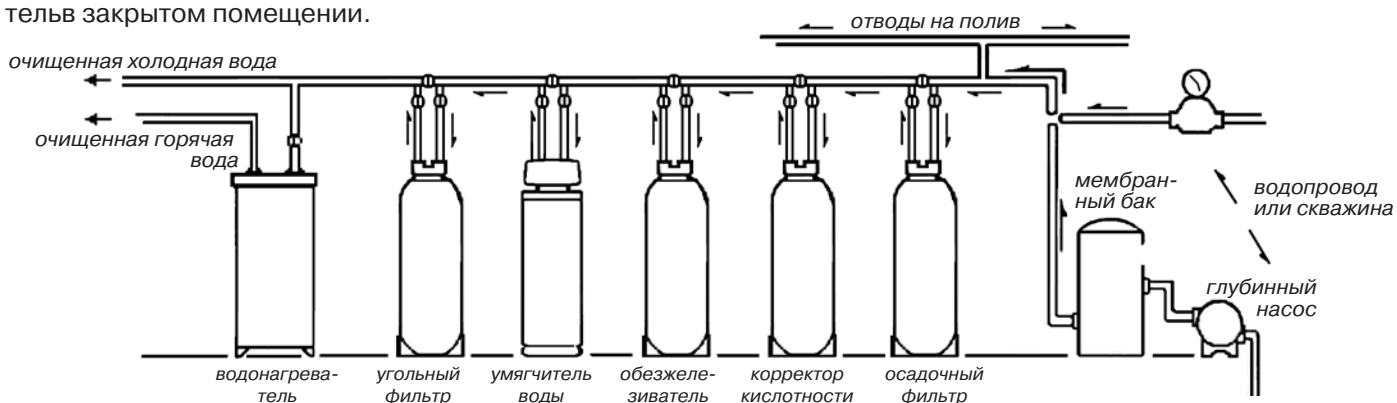 тельв закрытом помещении.
отводы на полив
очищенная холодная вода
очищенная горячая
вода
мембран-
ный бак
водопровод
или скважина
глубинный
насос
водонагрева-
тель
угольный
фильтр
умягчитель
воды
обезжеле-
зиватель
корректор
кислотности
осадочный
фильтр